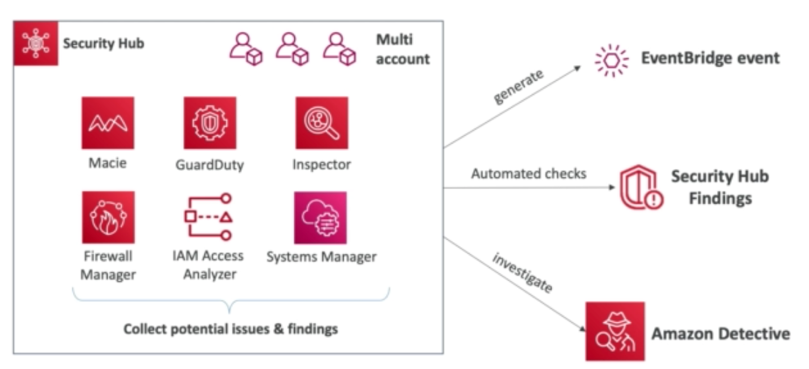 Security Hub
Multi
account
Macie
GuardDuty
Inspector
Firewall
Manager
IAM Access
Analyzer
Systems Manager
Collect potential issues & findings
generate
EventBridge event
Automated checks
Security Hub
Findings
investigate
Amazon Detective